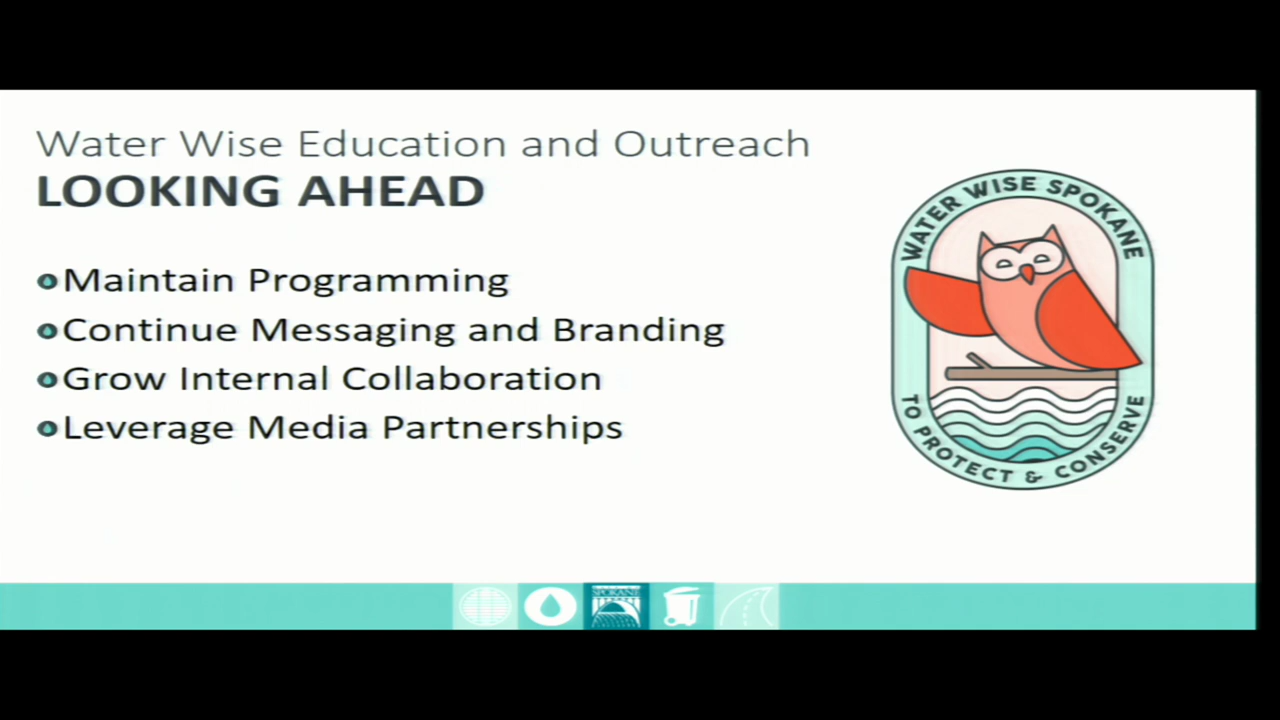 Water Wise Education and Outreach
LOOKING AHEAD
Maintain Programming
Continue Messaging and Branding
Grow Internal Collaboration
Leverage Media Partnerships
WATER WISE SPOKANE
TO PROTECT & CONSERVE
SPOKANE